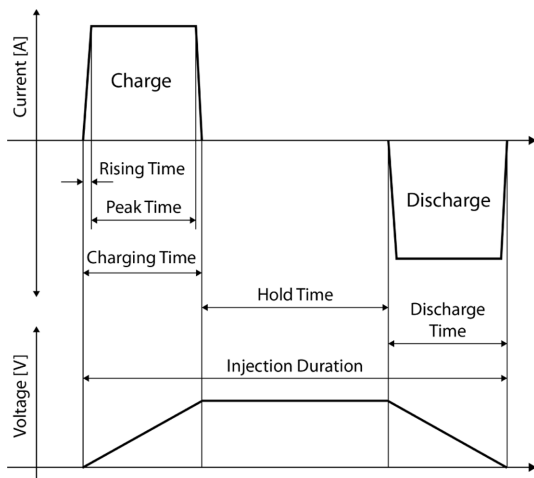 Current [A]
Charge
Rising Time
Peak Time
Charging Time
Discharge
Hold Time
Discharge
Time
Injection Duration
Voltage [V]